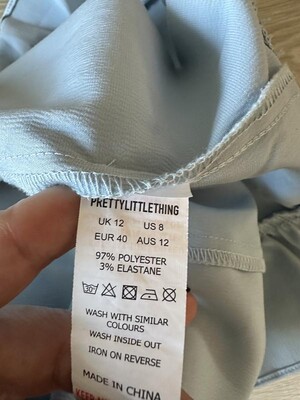 PRETTYLITTLETHING
UK 12 US 8
EUR 40 AUS 12
97% POLYESTER
3% ELASTANE
WASH WITH SIMILAR
COLOURS
WASH INSIDE OUT
IRON ON REVERSE
MADE IN CHINA
KEEP